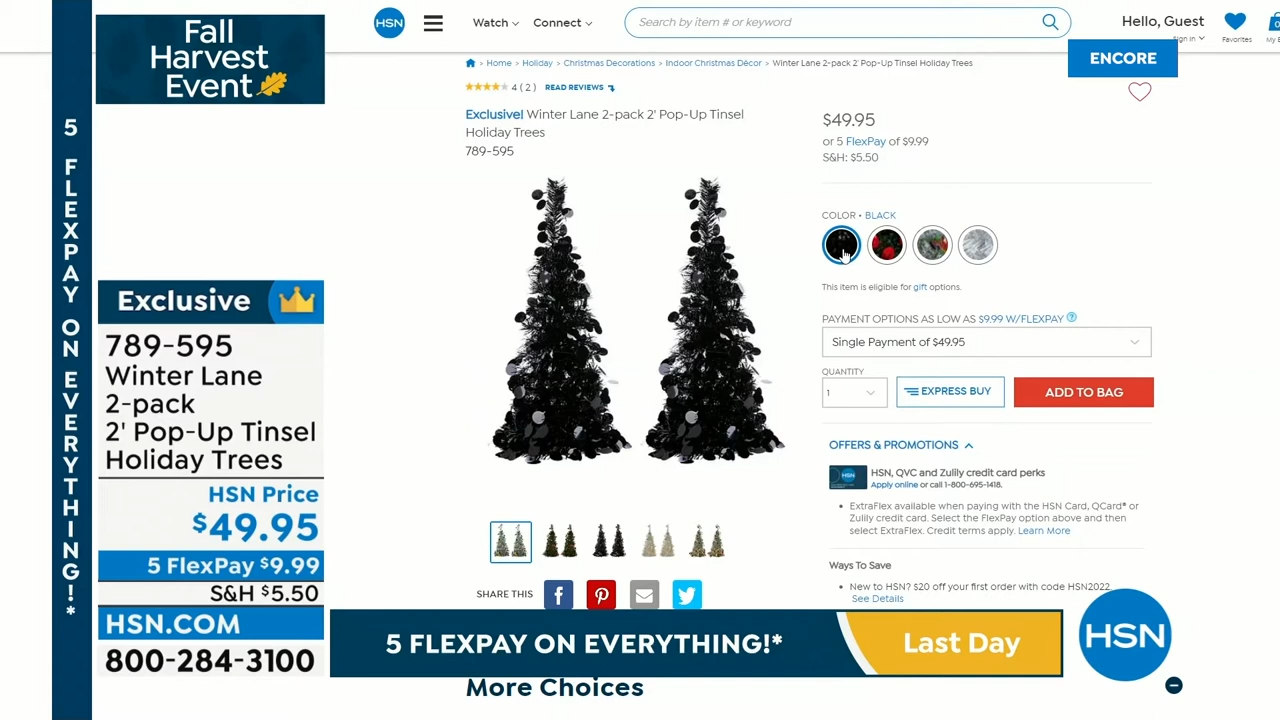 5 FLEXPAY ON EVERYTHING!*
Fall
Harvest
Event
Exclusive
789-595
Winter Lane
2-pack
2' Pop-Up Tinsel
Holiday Trees
HSN Price
$49.95
5 FlexPay $9.99
S&H $5.50
HSN.COM
800-284-3100
HSN
Watch
Connect
Search by item # or keyword
Hello, Guest
Sign In
Favorites
0
ENCORE
> Home > Holiday > Christmas Decorations > Indoor Christmas Décor > Winter Lane 2-pack 2' Pop-Up Tinsel Holiday Trees
4 ( 2 ) READ REVIEWS
Exclusive! Winter Lane 2-pack 2' Pop-Up Tinsel
Holiday Trees
789-595
$49.95
or 5 FlexPay of $9.99
S&H: $5.50
COLOR • BLACK
This item is eligible for gift options.
PAYMENT OPTIONS AS LOW AS $9.99 W/FLEXPAY ?
Single Payment of $49.95
QUANTITY
1
EXPRESS BUY
ADD TO BAG
OFFERS & PROMOTIONS
HSN
HSN, QVC and Zulily credit card perks
Apply online or call 1-800-695-1418.
• ExtraFlex available when paying with the HSN Card, QCard® or
Zulily credit card. Select the FlexPay option above and then
select ExtraFlex. Credit terms apply. Learn More
Ways To Save
• New to HSN? $20 off your first order with code HSN2022.
See Details
SHARE THIS
5 FLEXPAY ON EVERYTHING!*
Last Day
HSN
More Choices